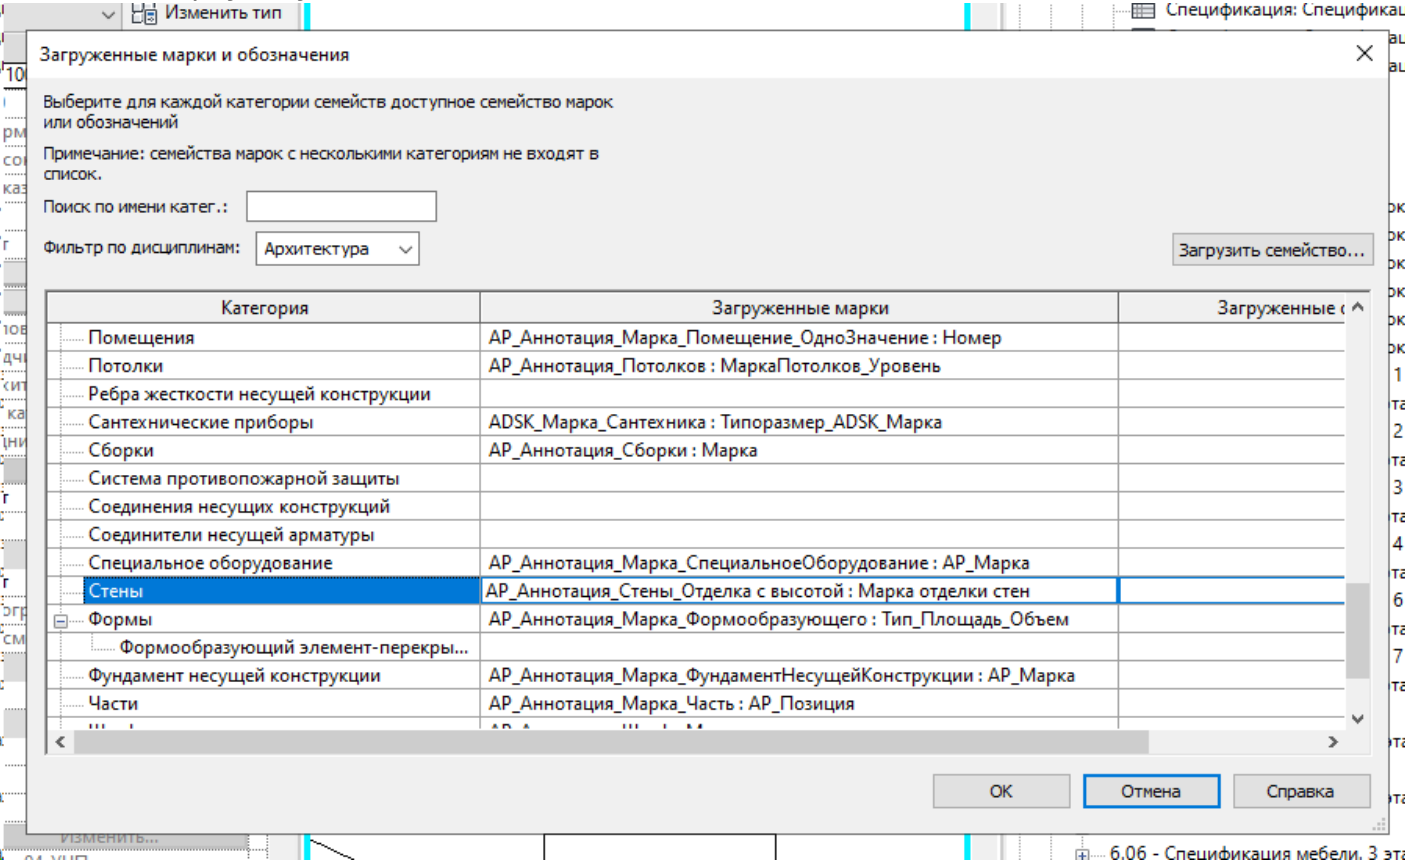 Изменить тип
Спецификация: Спецификац
Загруженные марки и обозначения
Выберите для каждой категории семейств доступное семейство марок
или обозначений
Примечание: семейства марок с несколькими категориям не входят в
список.
Поиск по имени катег.:
Фильтр по дисциплинам: Архитектура
Загрузить семейство...
Категория Загруженные марки Загруженные
Помещения АР_Аннотация_Марка_Помещение_ОдноЗначение : Номер
Потолки АР_Аннотация_Потолков : МаркаПотолков_Уровень
Ребра жесткости несущей конструкции
Сантехнические приборы ADSK_Марка_Сантехника : Типоразмер_ADSK_Марка
Сборки АР_Аннотация_Сборки : Марка
Система противопожарной защиты
Соединения несущих конструкций
Соединители несущей арматуры
Специальное оборудование АР_Аннотация_Марка_СпециальноеОборудование : АР_Марка
Стены АР_Аннотация_Стены_Отделка с высотой : Марка отделки стен
Формы АР_Аннотация_Марка_Формообразующего : Тип_Площадь_Объем
Формообразующий элемент-перекры...
Фундамент несущей конструкции АР_Аннотация_Марка_ФундаментНесущейКонструкции : АР_Марка
Части АР_Аннотация_Марка_Часть : АР_Позиция
OK Отмена Справка
Изменить...
6.06 - Спецификация мебели. 3 эта